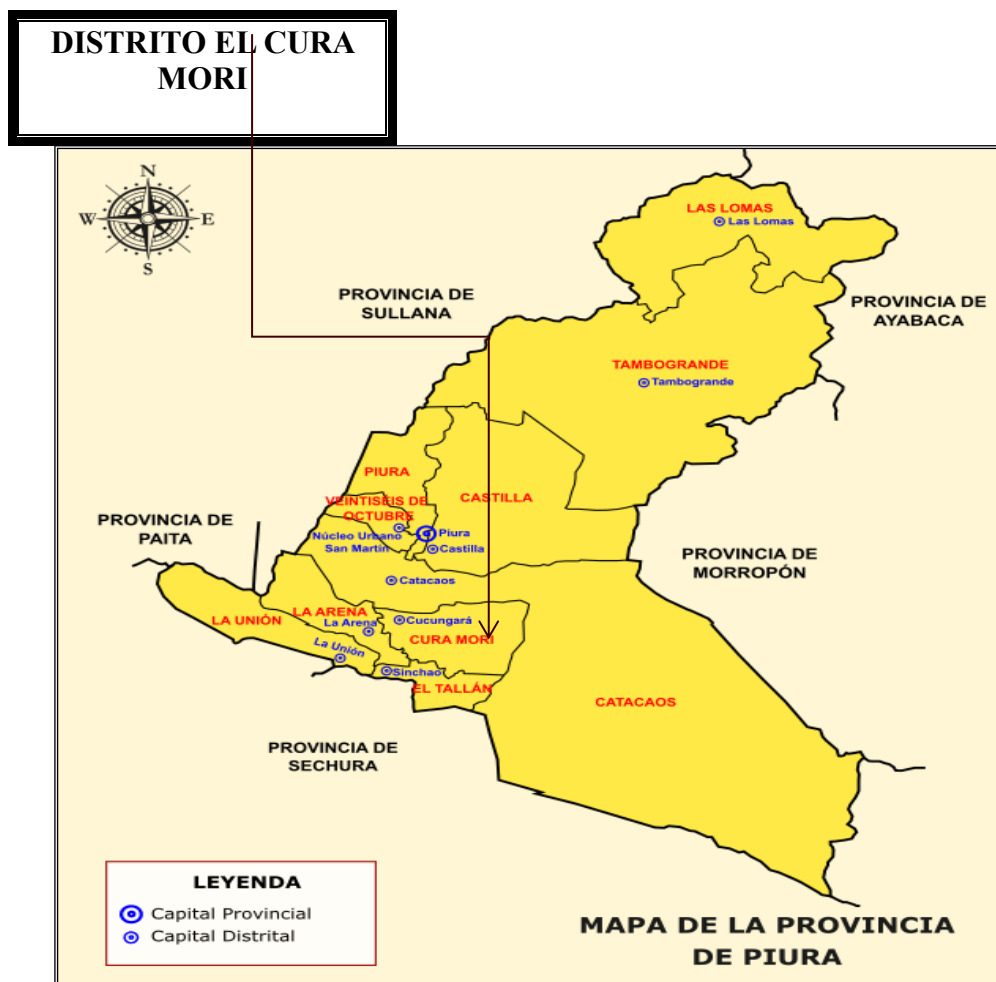 DISTRITO EL CURA
MORI
N
W
E
S
LAS LOMAS
Las Lomas
PROVINCIA DE
SULLANA
PROVINCIA DE
AYABACA
TAMBOGRANDE
Tambogrande
PIURA
CASTILLA
VEINTISÉIS DE
OCTUBRE
Núcleo Urbano
San Martín
Piura
Castilla
PROVINCIA DE
PAITA
PROVINCIA DE
MORROPÓN
Catacaos
LA UNIÓN
LA ARENA
La Arena
Cucungará
CURA MORI
La Unión
Sinchao
EL TALLÁN
CATACAOS
PROVINCIA DE
SECHURA
LEYENDA
Capital Provincial
Capital Distrital
MAPA DE LA PROVINCIA
DE PIURA